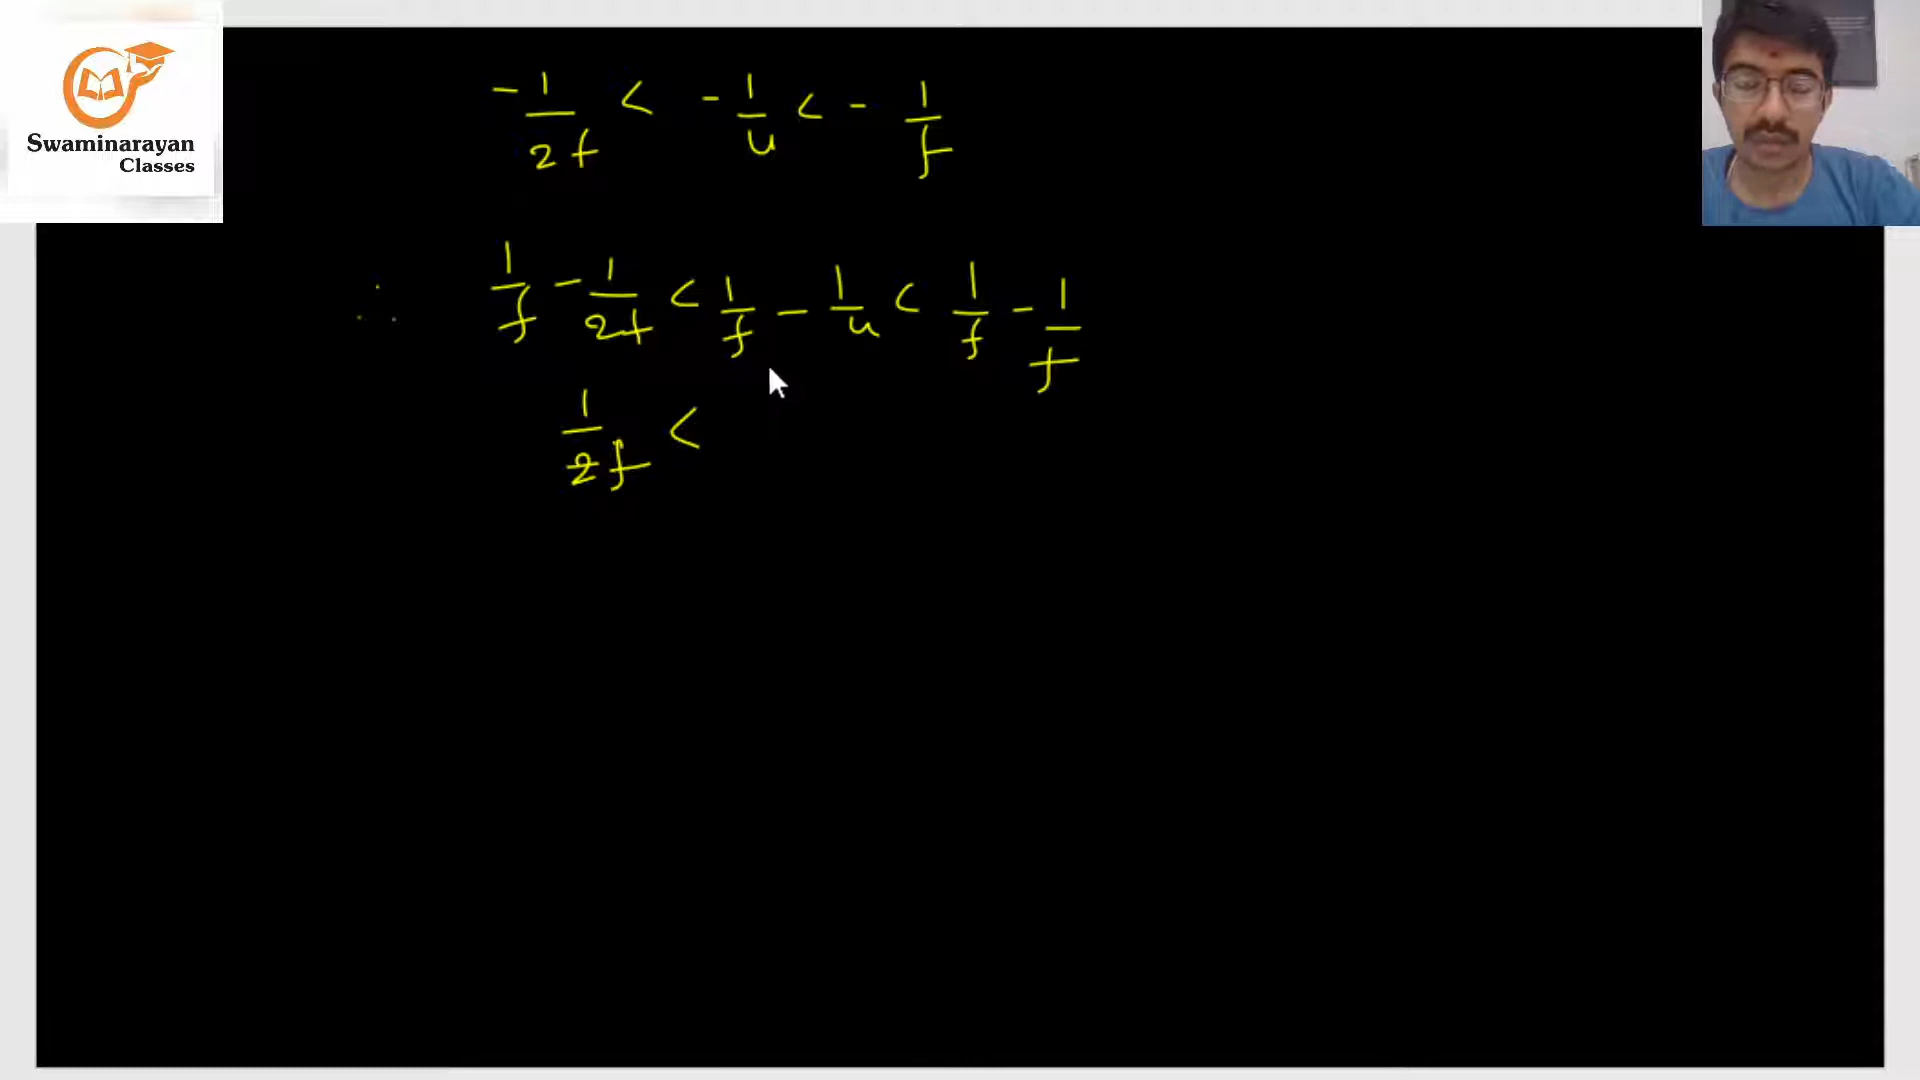 Swaminarayan
Classes
-1/2f < -1/u < - 1/f
∴ 1/f - 1/2f < 1/f - 1/u < 1/f - 1/f
1/2f <